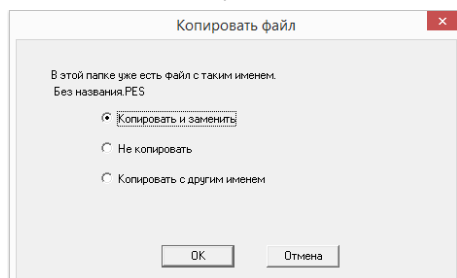 Копировать файл
В этой папке уже есть файл с таким именем.
Без названия.PES
Копировать и заменить
Не копировать
Копировать с другим именем
OK
Отмена